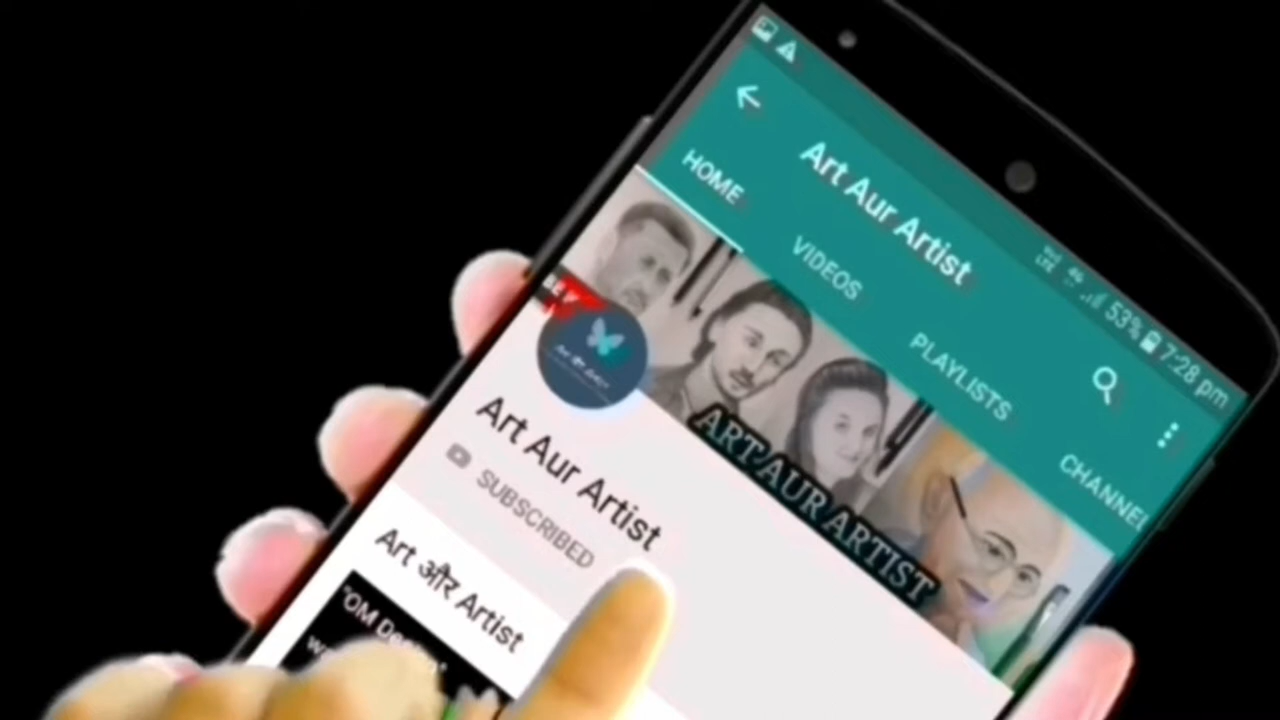 53% 7:28 pm
Art Aur Artist
HOME VIDEOS PLAYLISTS CHANNEL
ART AUR ARTIST
Art Aur Artist
SUBSCRIBED
Art और Artist
"OM